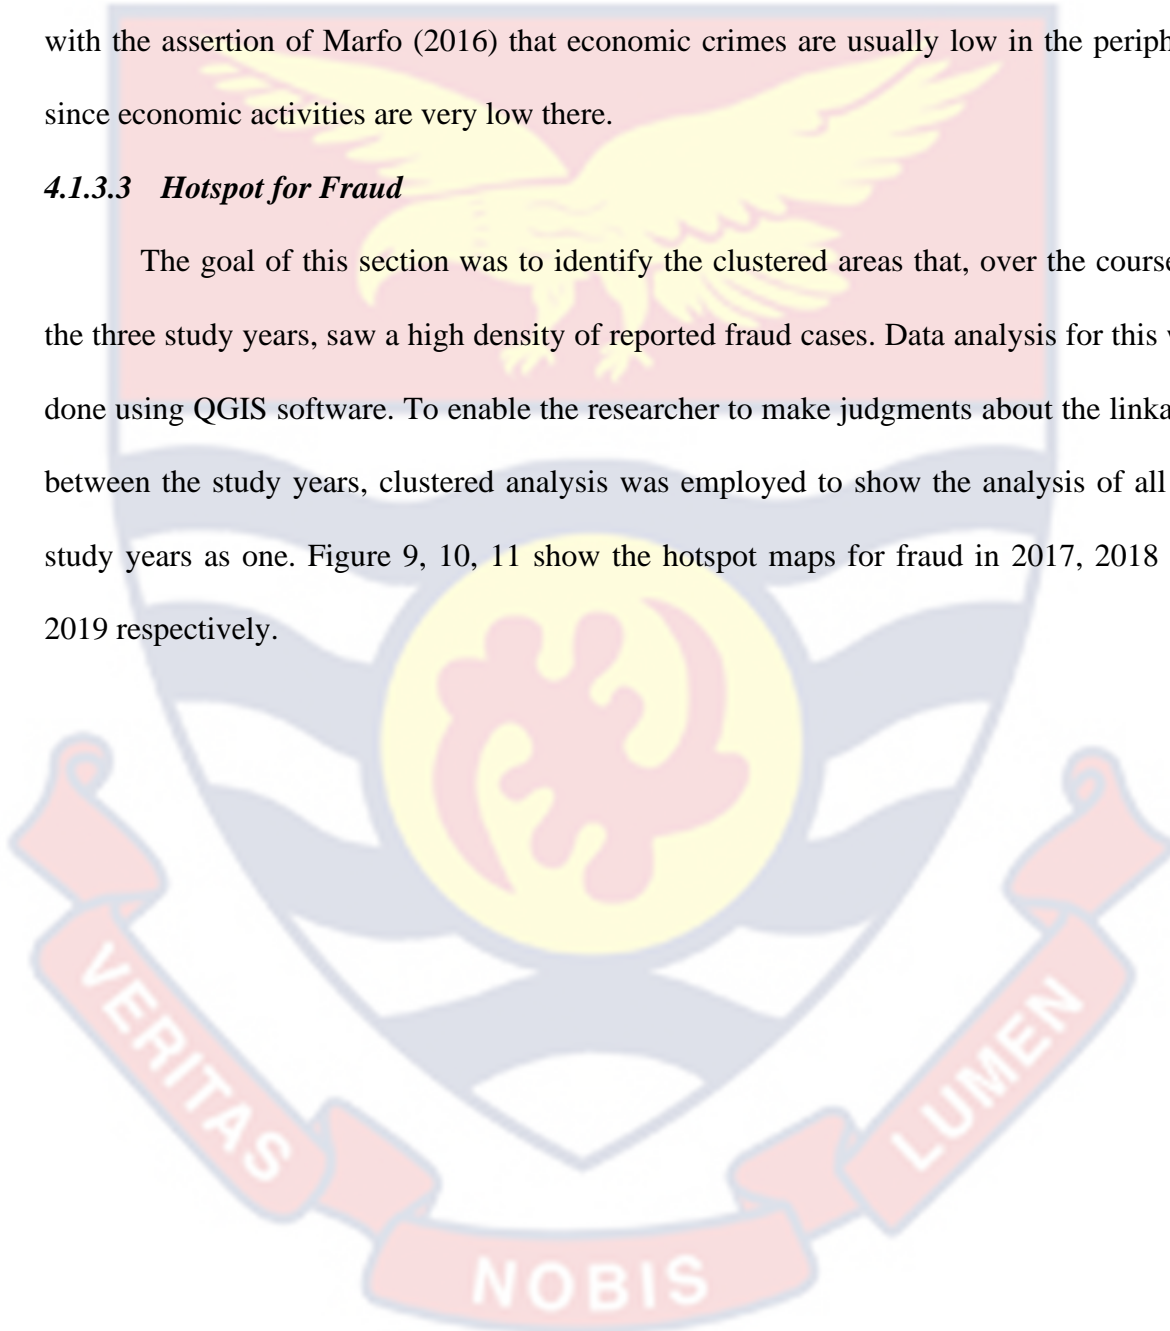 with the assertion of Marfo (2016) that economic crimes are usually low in the periph
since economic activities are very low there.
4.1.3.3 Hotspot for Fraud
The goal of this section was to identify the clustered areas that, over the course
the three study years, saw a high density of reported fraud cases. Data analysis for this
done using QGIS software. To enable the researcher to make judgments about the linka
between the study years, clustered analysis was employed to show the analysis of all
study years as one. Figure 9, 10, 11 show the hotspot maps for fraud in 2017, 2018
2019 respectively.
VERITAS
NOBIS
LUMEN